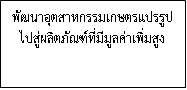 พัฒนาอุตสาหกรรมเกษตรแปรรูป
ไปสู่ผลิตภัณฑ์ที่มีมูลค่าเพิ่มสูง